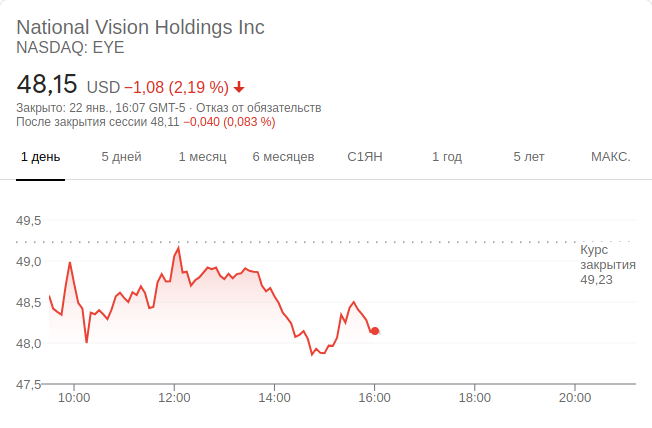 National Vision Holdings Inc
NASDAQ: EYE
48,15 USD −1,08 (2,19 %)
Закрыто: 22 янв., 16:07 GMT-5 · Отказ от обязательств
После закрытия сессии 48,11 −0,040 (0,083 %)
1 день 5 дней 1 месяц 6 месяцев С1ЯН 1 год 5 лет МАКС.
49,5
Курс
закрытия
49,23
49,0
48,5
48,0
47,5
10:00 12:00 14:00 16:00 18:00 20:00